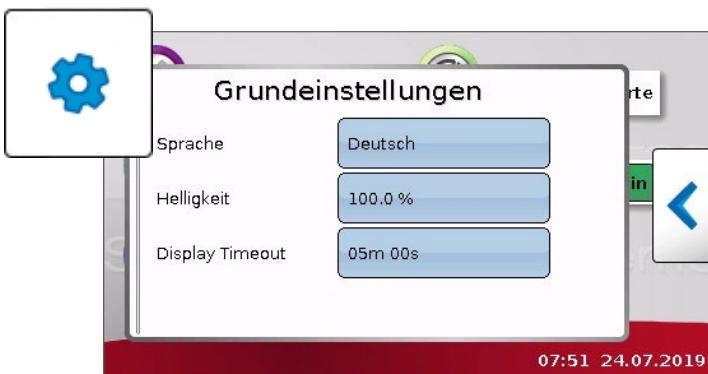 Grundeinstellungen
rte
Sprache
Deutsch
in
Helligkeit
100.0 %
Display Timeout
05m 00s
07:51 24.07.2019